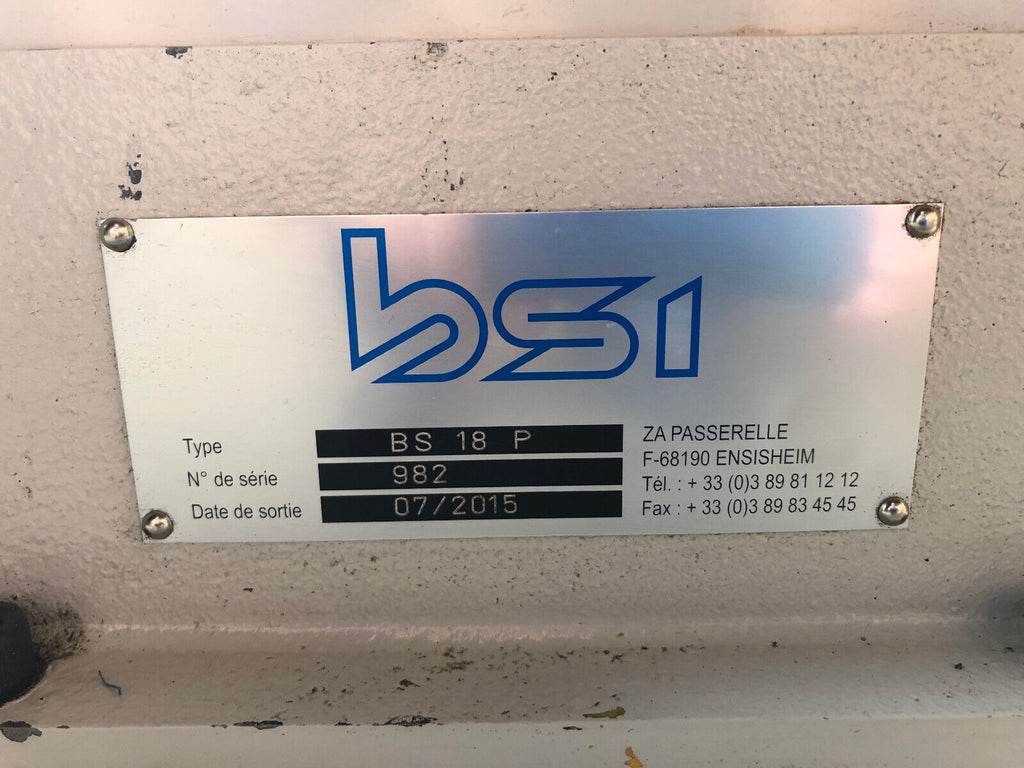 bsi
Type BS 18 P
N° de série 982
Date de sortie 07/2015
ZA PASSERELLE
F-68190 ENSISHEIM
Tél. : + 33 (0)3 89 81 12 12
Fax : + 33 (0)3 89 83 45 45